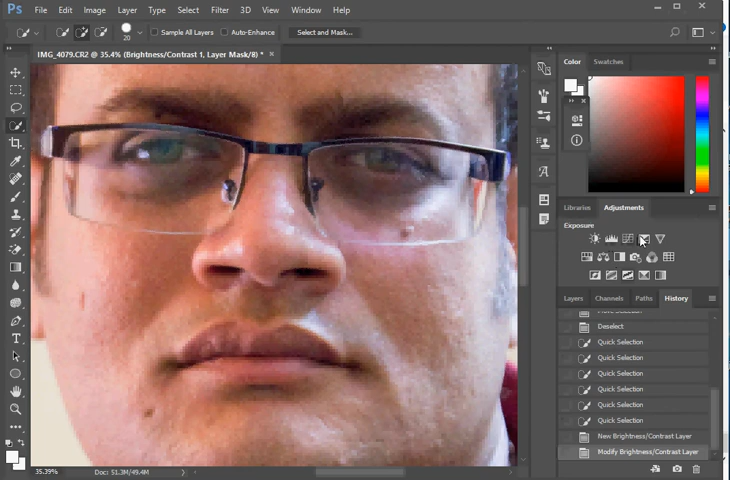 Ps File Edit Image Layer Type Select Filter 3D View Window Help
20 Sample All Layers Auto-Enhance Select and Mask...
IMG_4079.CR2 @ 35.4% (Brightness/Contrast 1, Layer Mask/8) *
Color Swatches
Libraries Adjustments
Exposure
Layers Channels Paths History
Deselect
Quick Selection
Quick Selection
Quick Selection
Quick Selection
Quick Selection
Quick Selection
New Brightness/Contrast Layer
Modify Brightness/Contrast Layer
35.39% Doc: 51.3M/49.4M